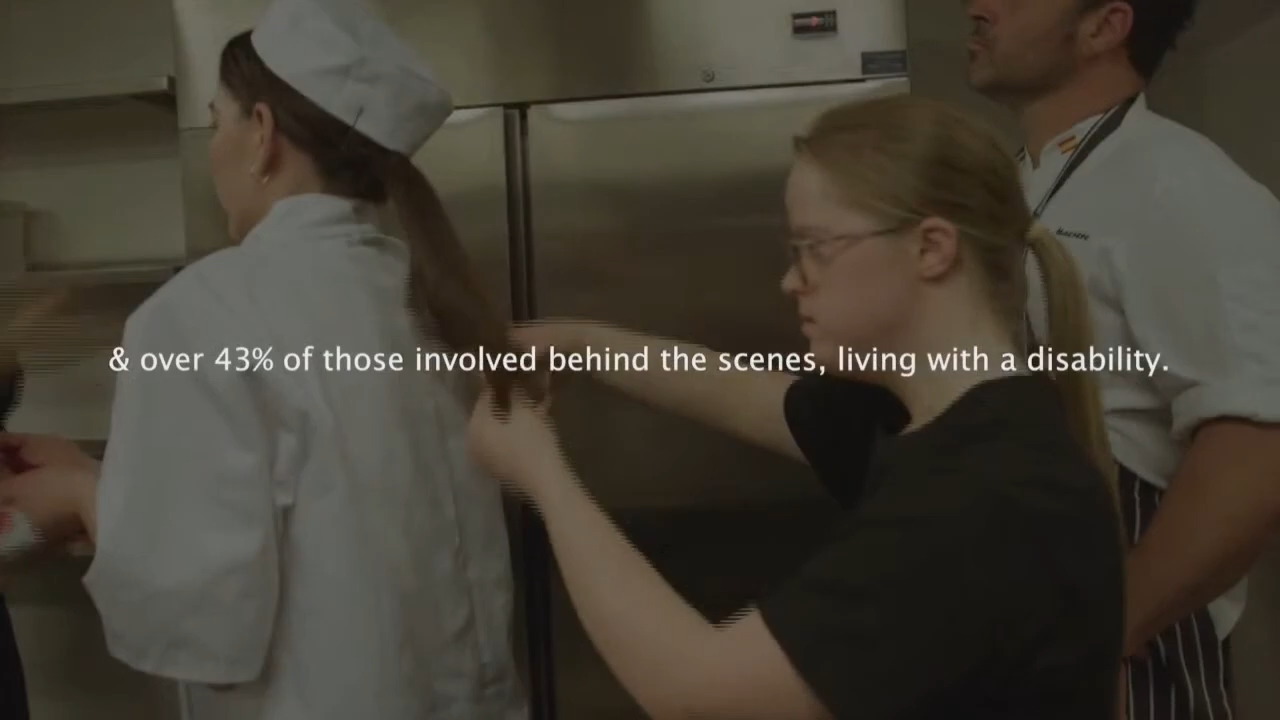 & over 43% of those involved behind the scenes, living with a disability.